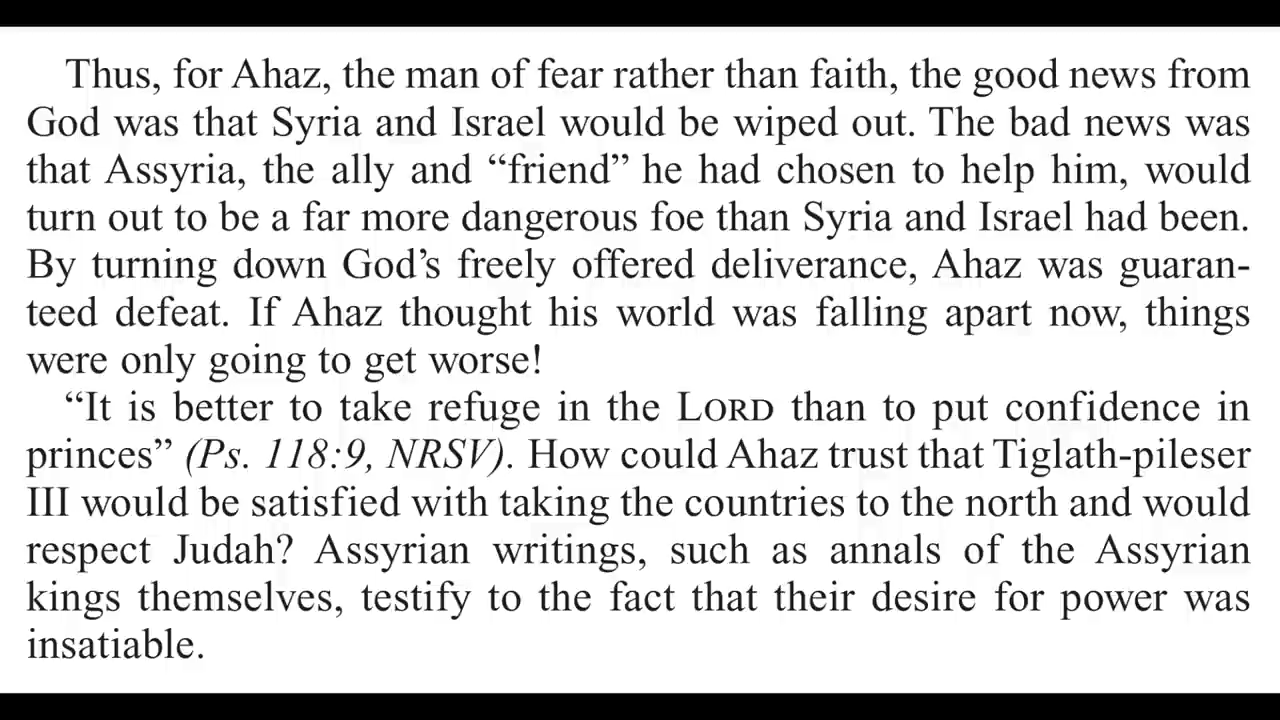 Thus, for Ahaz, the man of fear rather than faith, the good news from
God was that Syria and Israel would be wiped out. The bad news was
that Assyria, the ally and “friend” he had chosen to help him, would
turn out to be a far more dangerous foe than Syria and Israel had been.
By turning down God’s freely offered deliverance, Ahaz was guaran-
teed defeat. If Ahaz thought his world was falling apart now, things
were only going to get worse!
“It is better to take refuge in the LORD than to put confidence in
princes” (Ps. 118:9, NRSV). How could Ahaz trust that Tiglath-pileser
III would be satisfied with taking the countries to the north and would
respect Judah? Assyrian writings, such as annals of the Assyrian
kings themselves, testify to the fact that their desire for power was
insatiable.